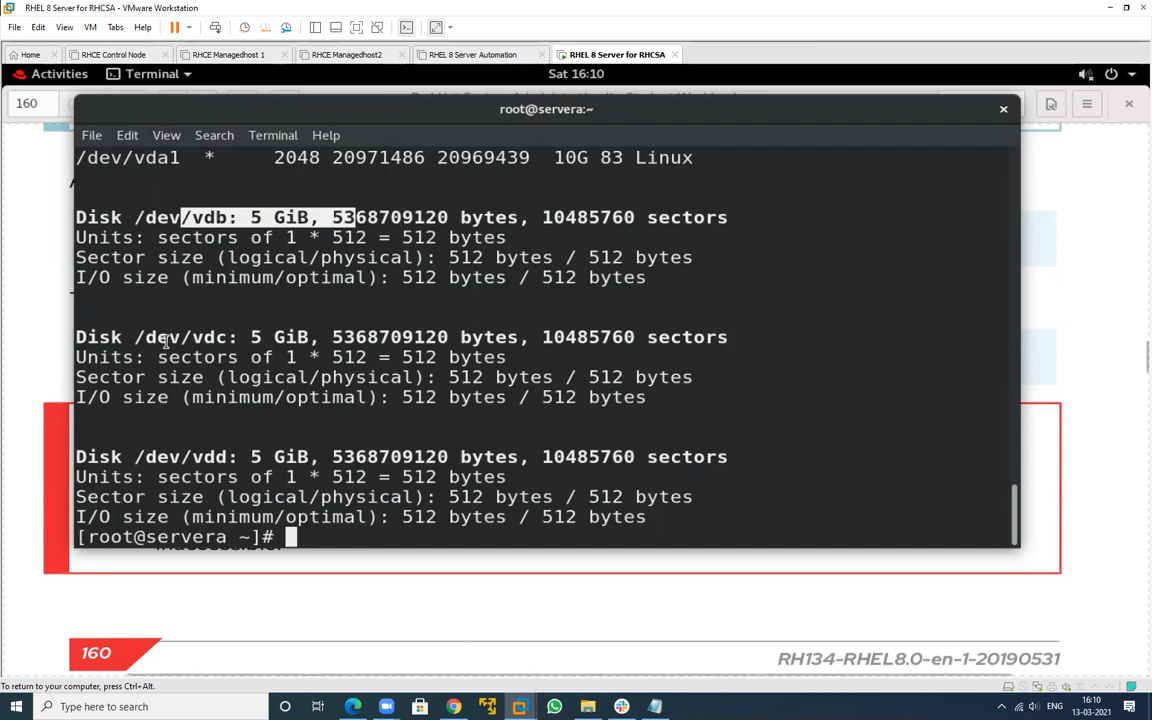 RHEL 8 Server for RHCSA - VMware Workstation
File Edit View VM Tabs Help
Home RHCE Control Node RHCE Managedhost 1 RHCE Managedhost2 RHEL 8 Server Automation RHEL 8 Server for RHCSA
Activities Terminal Sat 16:10
160
root@servera:~
File Edit View Search Terminal Help
/dev/vda1 * 2048 20971486 20969439 10G 83 Linux
Disk /dev/vdb: 5 GiB, 5368709120 bytes, 10485760 sectors
Units: sectors of 1 * 512 = 512 bytes
Sector size (logical/physical): 512 bytes / 512 bytes
I/O size (minimum/optimal): 512 bytes / 512 bytes
Disk /dev/vdc: 5 GiB, 5368709120 bytes, 10485760 sectors
Units: sectors of 1 * 512 = 512 bytes
Sector size (logical/physical): 512 bytes / 512 bytes
I/O size (minimum/optimal): 512 bytes / 512 bytes
Disk /dev/vdd: 5 GiB, 5368709120 bytes, 10485760 sectors
Units: sectors of 1 * 512 = 512 bytes
Sector size (logical/physical): 512 bytes / 512 bytes
I/O size (minimum/optimal): 512 bytes / 512 bytes
[root@servera ~]#
160
RH134-RHEL8.0-en-1-20190531
To return to your computer, press Ctrl+Alt.
Type here to search
ENG
16:10
13-03-2021